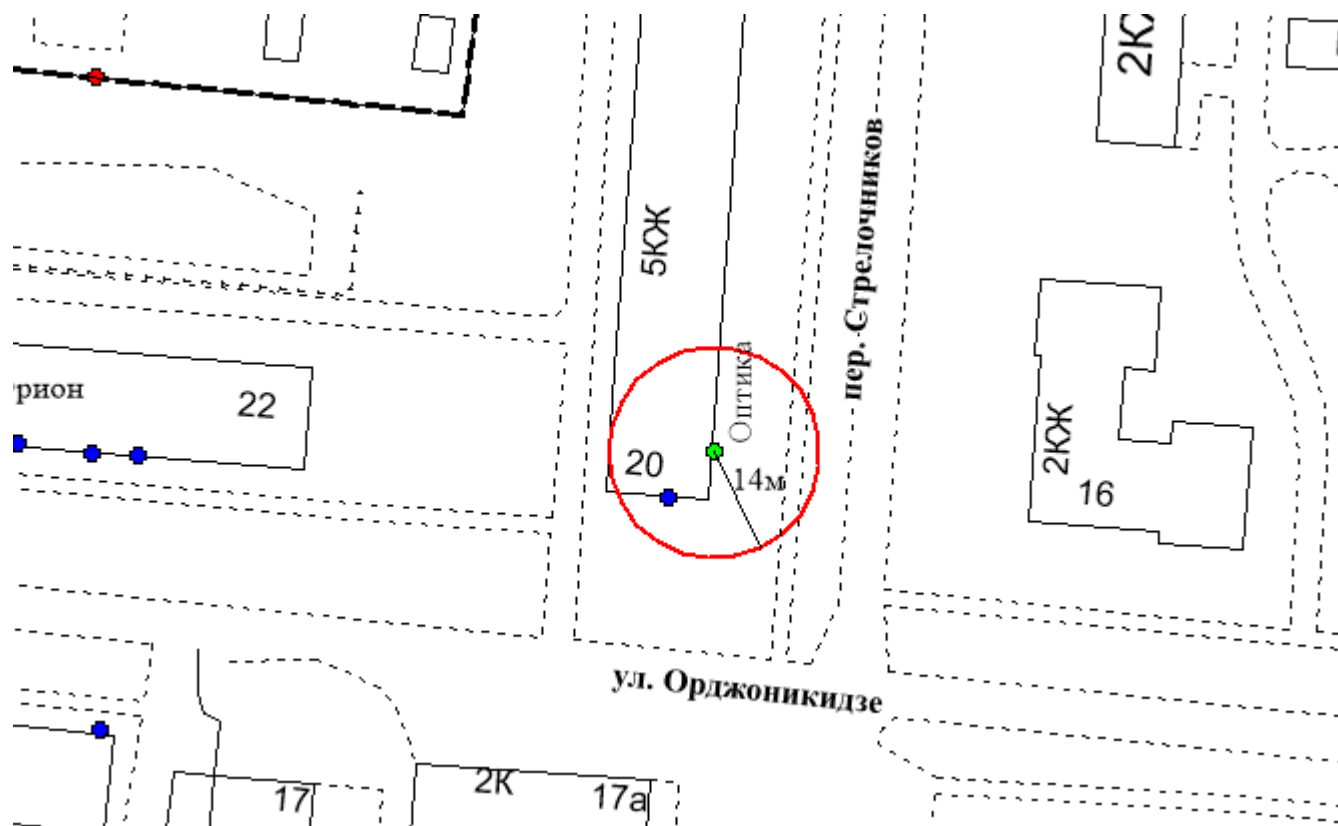 2КЖ
5КЖ
пер. Стрелочников
Оптика
рион
22
20
14м
2КЖ
16
ул. Орджоникидзе
17
2К
17а